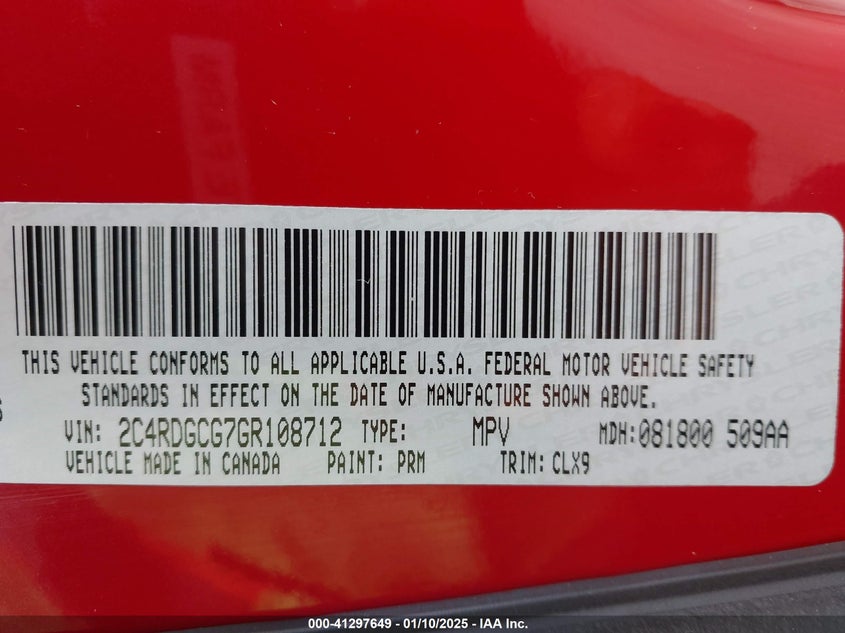 THIS VEHICLE CONFORMS TO ALL APPLICABLE U.S.A. FEDERAL MOTOR VEHICLE SAFETY
STANDARDS IN EFFECT ON THE DATE OF MANUFACTURE SHOWN ABOVE.
VIN: 2C4RDGCG7GR108712 TYPE: MPV MDH:081800 509AA
VEHICLE MADE IN CANADA PAINT: PRM TRIM: CLX9
000-41297649 — 01/10/2025 — IAA Inc.